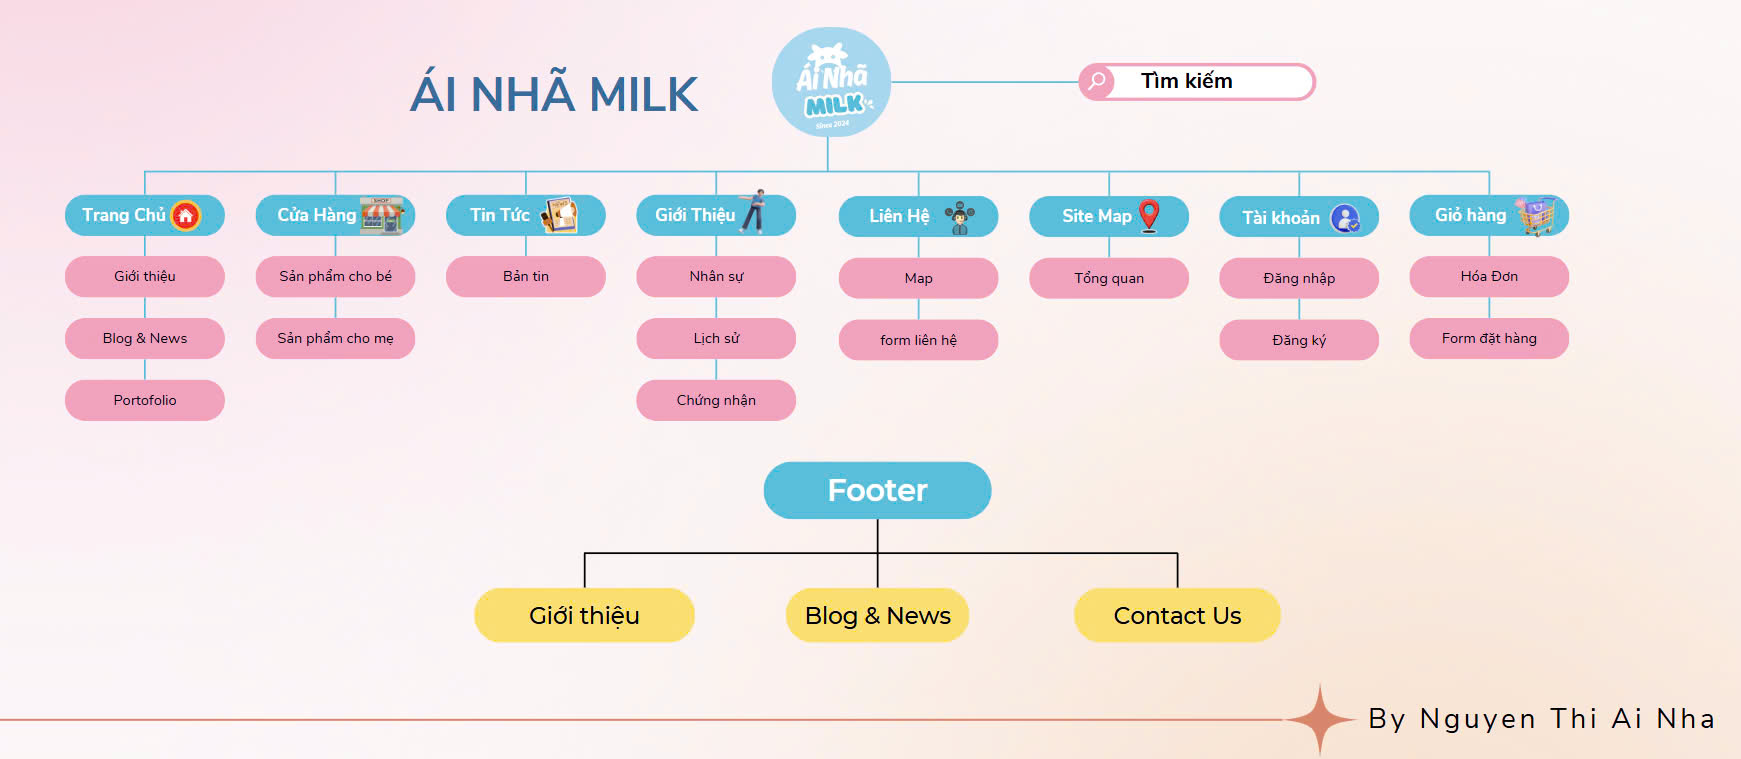 ÁI NHÃ MILK
Ái Nhã
MILK
Since 2024
Tìm kiếm
Trang Chủ
Cửa Hàng
SHOP
Tin Tức
NEWS
Giới Thiệu
Liên Hệ
Site Map
Tài khoản
Giỏ hàng
Giới thiệu
Sản phẩm cho bé
Bản tin
Nhân sự
Map
Tổng quan
Đăng nhập
Hóa Đơn
Blog & News
Sản phẩm cho mẹ
Lịch sử
form liên hệ
Đăng ký
Form đặt hàng
Portofolio
Chứng nhận
Footer
Giới thiệu
Blog & News
Contact Us
By Nguyen Thi Ai Nha